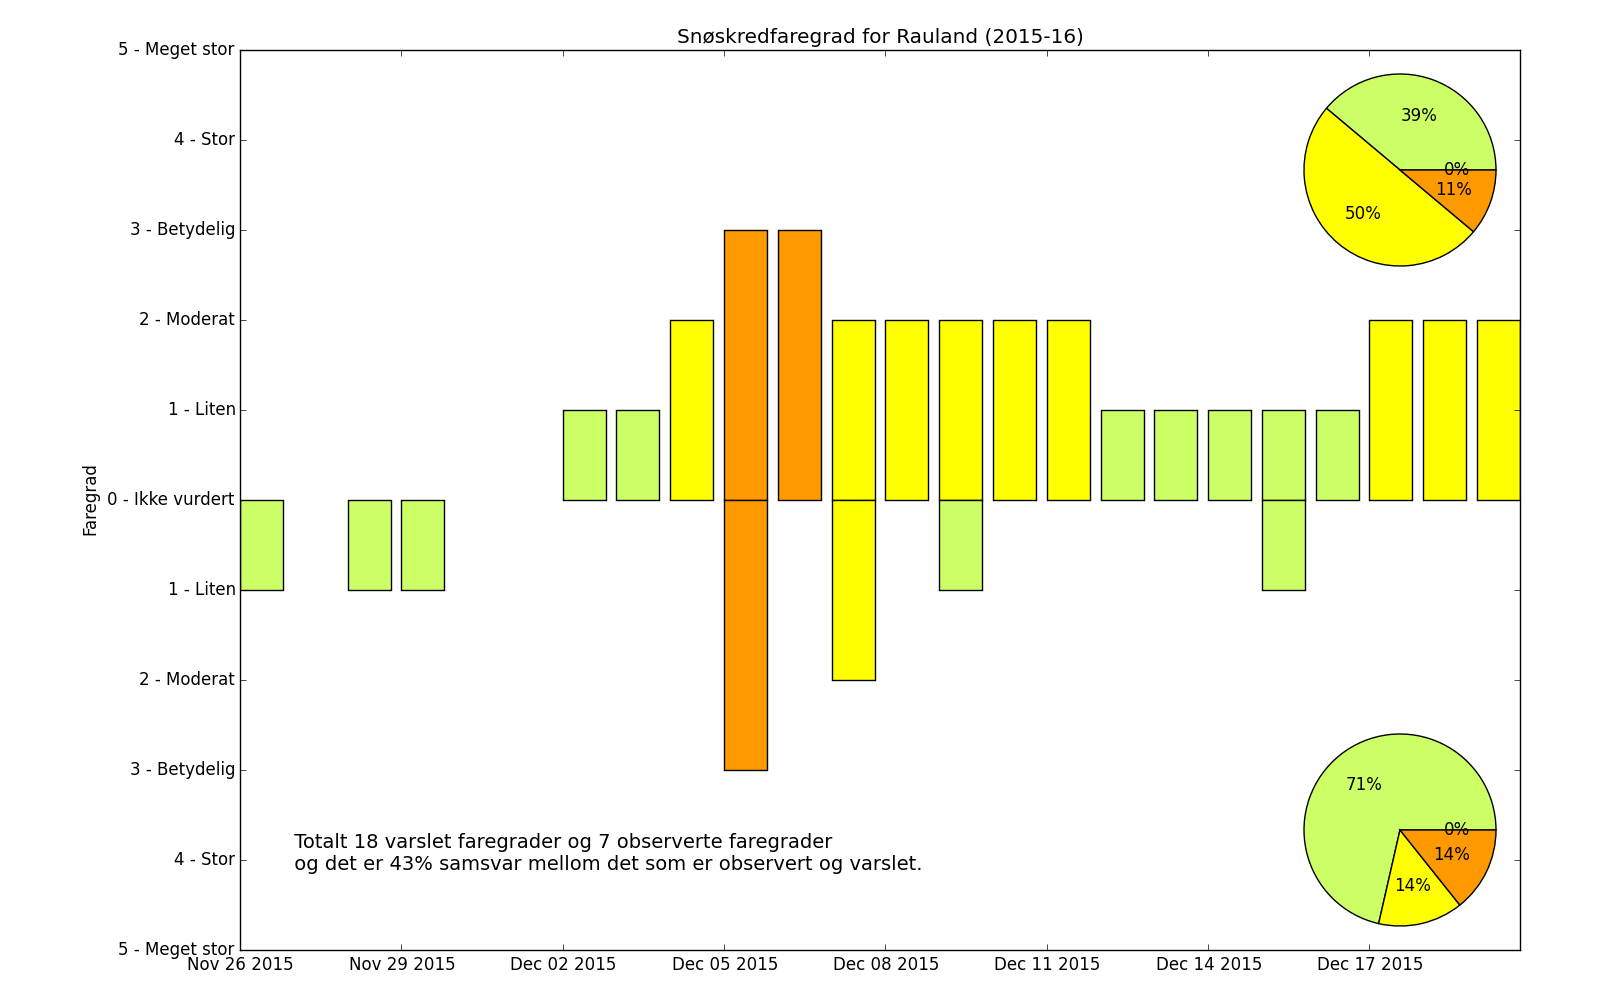 Snøskredfaregrad for Rauland (2015-16)
5 - Meget stor
4 - Stor
3 - Betydelig
2 - Moderat
1 - Liten
0 - Ikke vurdert
1 - Liten
2 - Moderat
3 - Betydelig
4 - Stor
5 - Meget stor
Faregrad
39%
0%
11%
50%
71%
0%
14%
14%
Totalt 18 varslet faregrader og 7 observerte faregrader
og det er 43% samsvar mellom det som er observert og varslet.
Nov 26 2015 Nov 29 2015 Dec 02 2015 Dec 05 2015 Dec 08 2015 Dec 11 2015 Dec 14 2015 Dec 17 2015